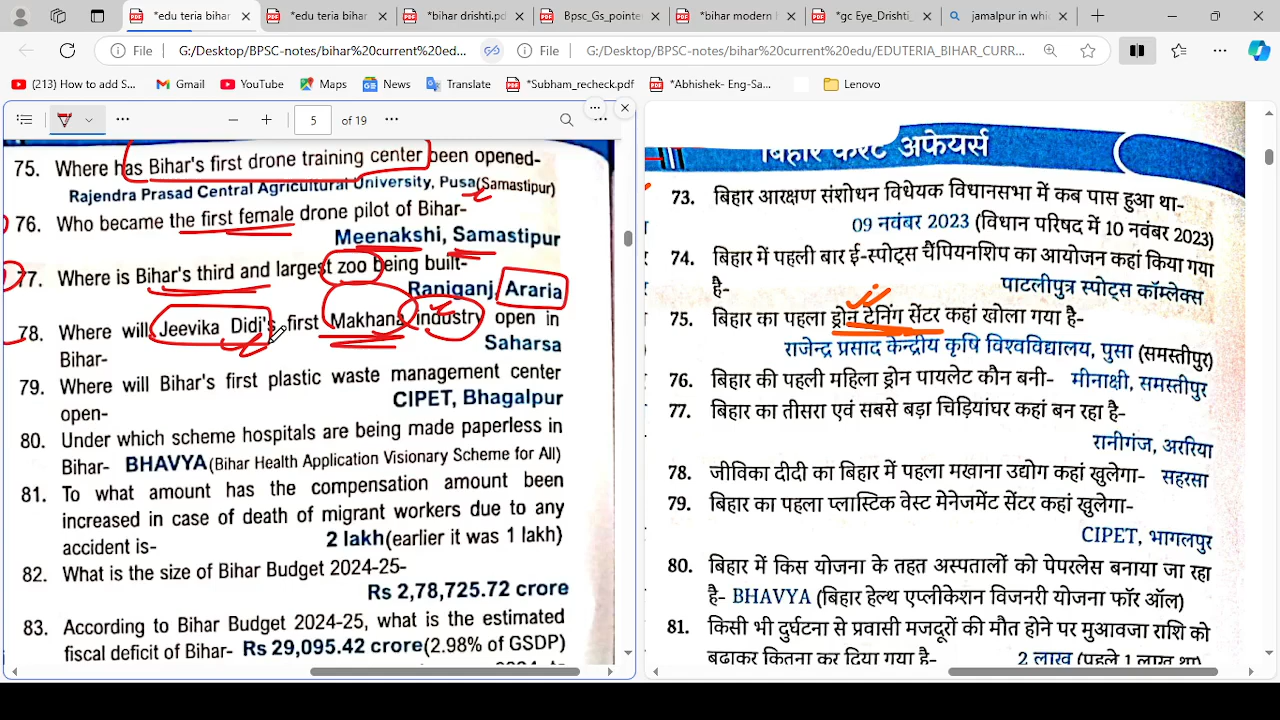 *edu teria bihar
*edu teria bihar
*bihar drishti.pd
Bpsc_Gs_pointe
*bihar modern
*gc Eye_Drishti_
jamalpur in whi
File
G:/Desktop/BPSC-notes/bihar%20current%20ed...
File
G:/Desktop/BPSC-notes/bihar%20current%20edu/EDUTERIA_BIHAR_CURR...
(213) How to add S...
Gmail
YouTube
Maps
News
Translate
*Subham_recheck.pdf
*Abhishek- Eng-Sa...
Lenovo
5 of 19
75. Where has Bihar's first drone training center been opened-
Rajendra Prasad Central Agricultural University, Pusa(Samastipur)
76. Who became the first female drone pilot of Bihar-
Meenakshi, Samastipur
77. Where is Bihar's third and largest zoo being built-
Raniganj, Araria
78. Where will Jeevika Didi's first Makhana industry open in
Bihar-
Saharsa
79. Where will Bihar's first plastic waste management center
open-
CIPET, Bhagalpur
80. Under which scheme hospitals are being made paperless in
Bihar- BHAVYA(Bihar Health Application Visionary Scheme for All)
81. To what amount has the compensation amount been
increased in case of death of migrant workers due to any
accident is- 2 lakh(earlier it was 1 lakh)
82. What is the size of Bihar Budget 2024-25-
Rs 2,78,725.72 crore
83. According to Bihar Budget 2024-25, what is the estimated
fiscal deficit of Bihar- Rs 29,095.42 crore(2.98% of GSDP)
बिहार करेंट अफेयर्स
73. बिहार आरक्षण संशोधन विधेयक विधानसभा में कब पास हुआ था-
09 नवंबर 2023 (विधान परिषद में 10 नवंबर 2023)
74. बिहार में पहली बार ई-स्पोर्ट्स चैंपियनशिप का आयोजन कहां किया गया
है- पाटलीपुत्र स्पोर्ट्स कॉम्लेक्स
75. बिहार का पहला ड्रोन टेनिंग सेंटर कहां खोला गया है-
राजेन्द्र प्रसाद केन्द्रीय कृषि विश्वविद्यालय, पुसा (समस्तीपुर)
76. बिहार की पहली महिला ड्रोन पायलेट कौन बनी- मीनाक्षी, समस्तीपुर
77. बिहार का तीसरा एवं सबसे बड़ा चिड़ियांघर कहां बन रहा है-
रानीगंज, अररिया
78. जीविका दीदी का बिहार में पहला मखाना उद्योग कहां खुलेगा- सहरसा
79. बिहार का पहला प्लास्टिक वेस्ट मेनेजमेंट सेंटर कहां खुलेगा-
CIPET, भागलपुर
80. बिहार में किस योजना के तहत अस्पतालों को पेपरलेस बनाया जा रहा
है- BHAVYA (बिहार हेल्थ एप्लीकेशन विजनरी योजना फॉर ऑल)
81. किसी भी दुर्घटना से प्रवासी मजदूरों की मौत होने पर मुआवजा राशि को
बढाकर कितना कर दिया गया है- 2 लाख (पहले 1 लाख था)